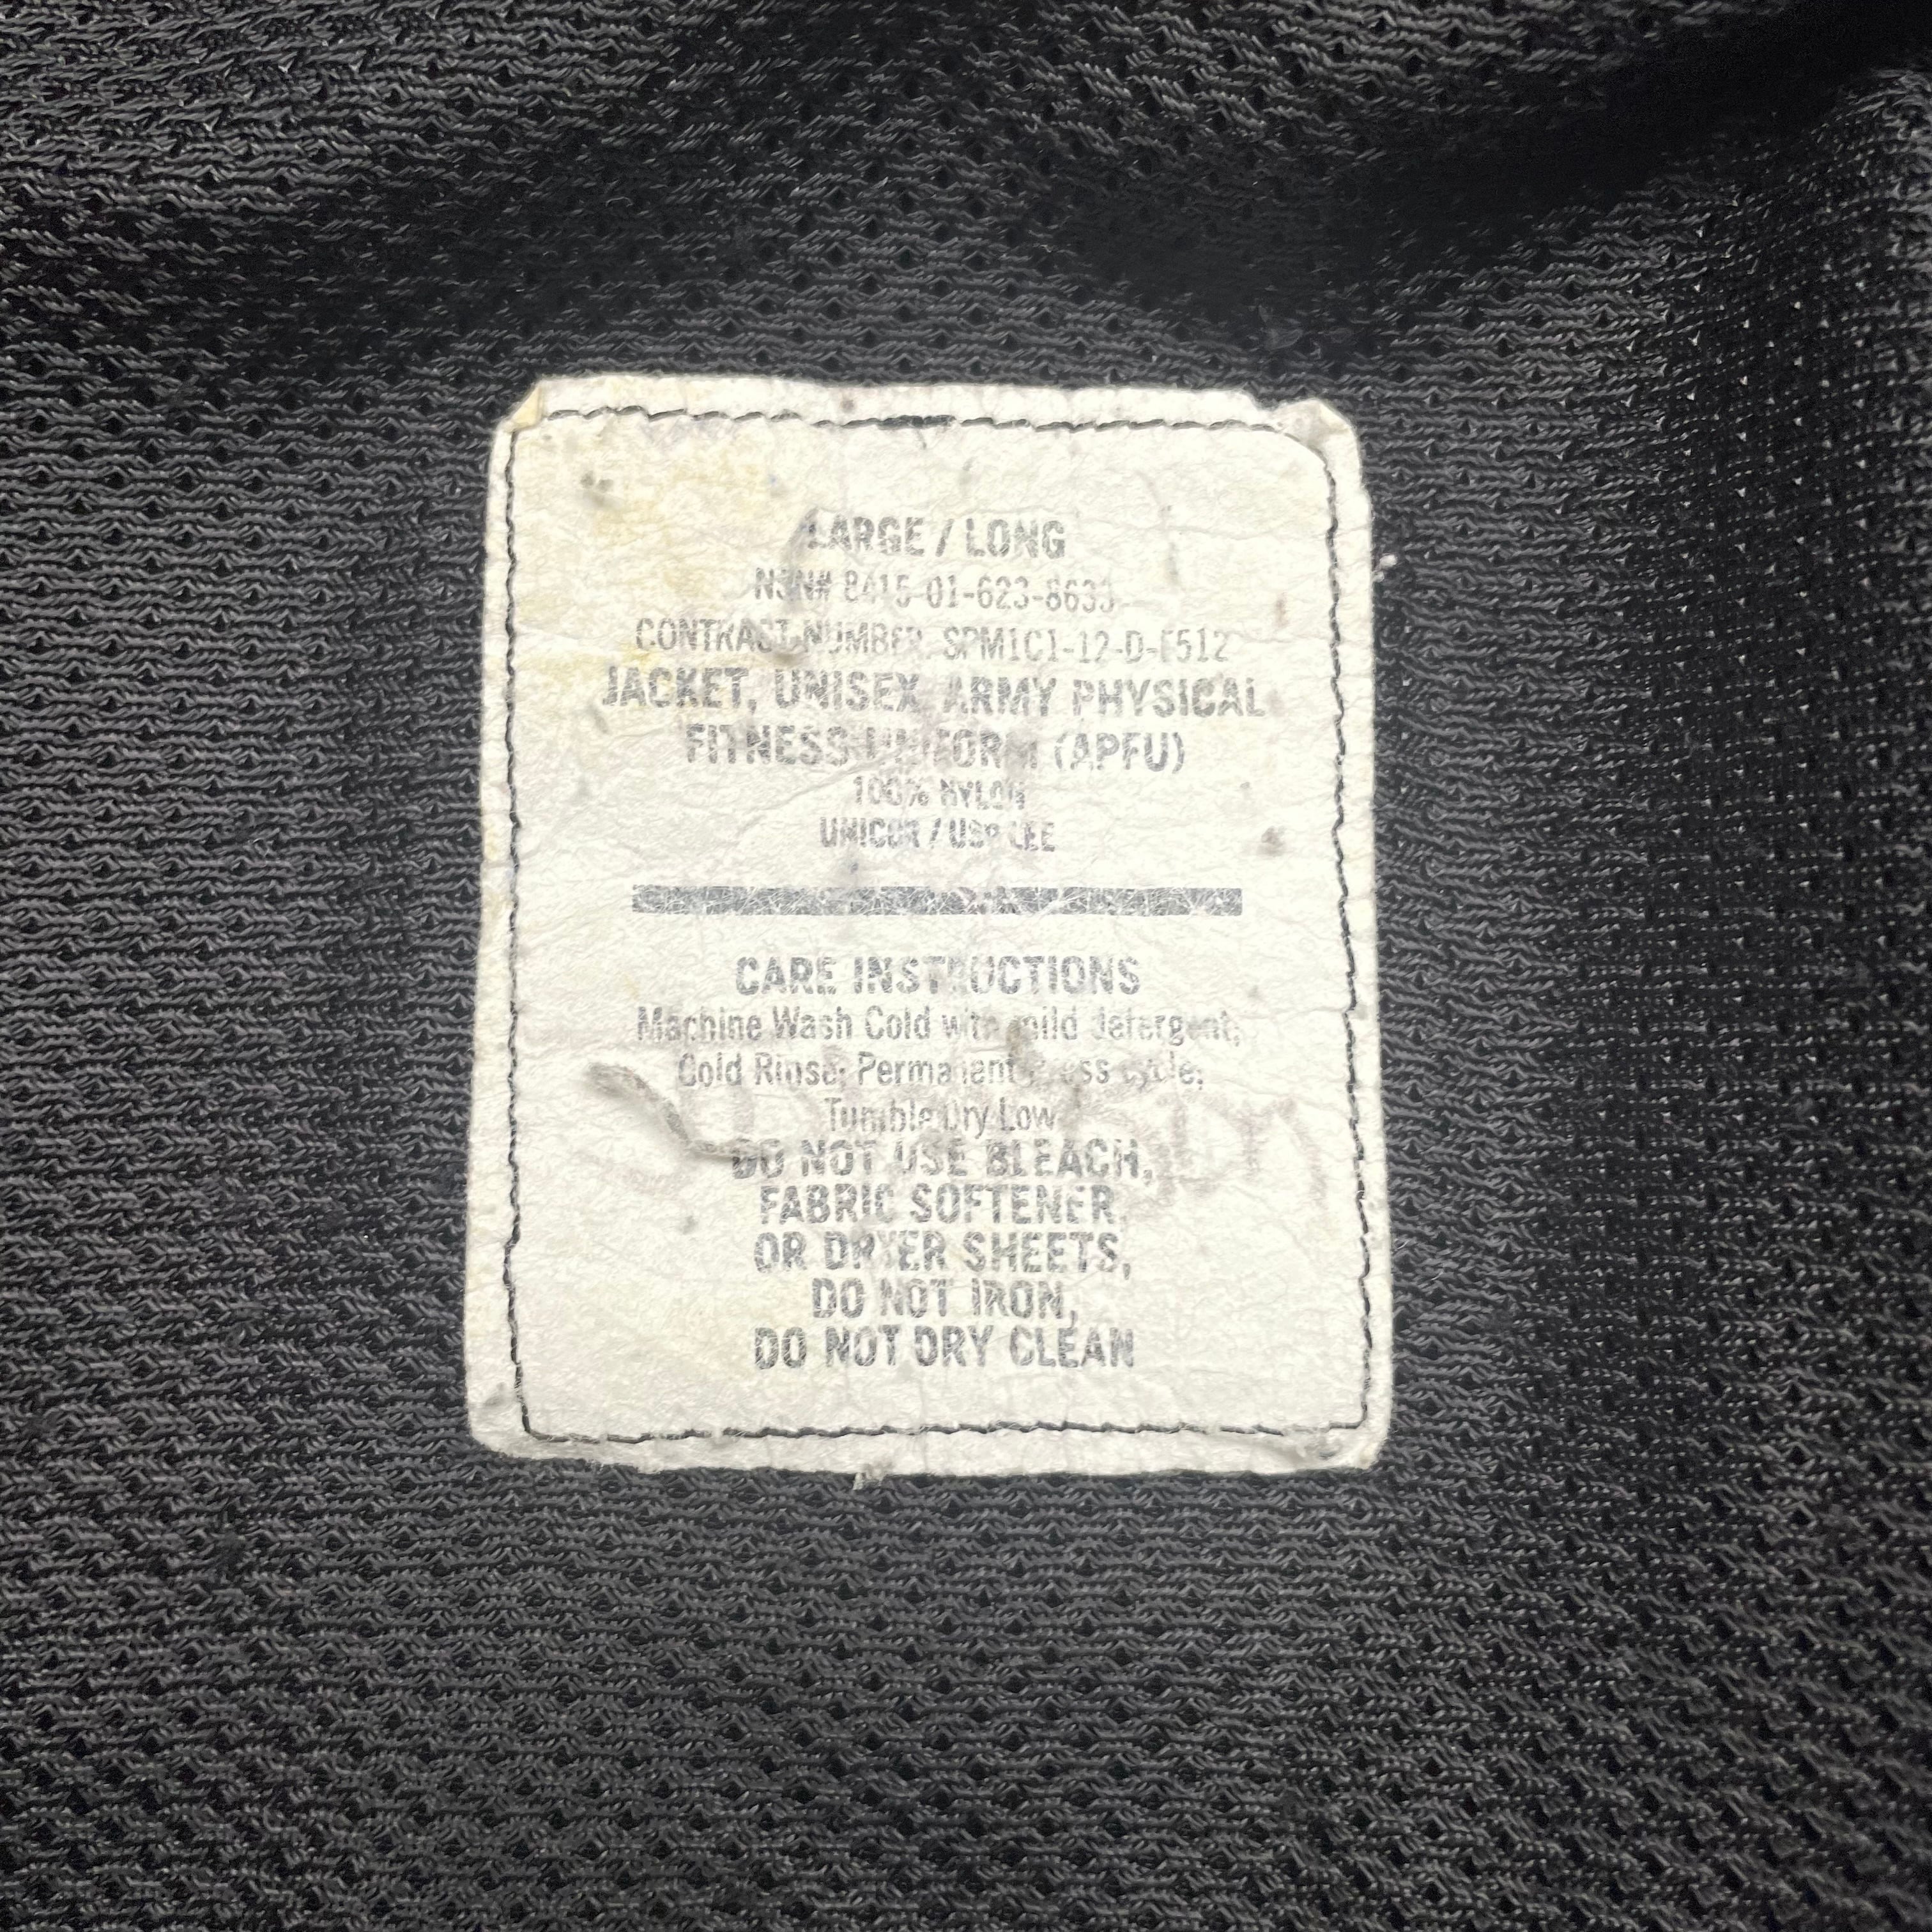 LARGE / LONG
NSN# 8415-01-623-8633
CONTRACT NUMBER. SPM1C1-12-D-F512
JACKET, UNISEX, ARMY PHYSICAL
FITNESS UNIFORM (APFU)
100% NYLON
UNICOR / USP LEE
CARE INSTRUCTIONS
Machine Wash Cold with mild detergent,
Cold Rinse, Permanent Press cycle,
Tumble Dry Low
DO NOT USE BLEACH,
FABRIC SOFTENER,
OR DRYER SHEETS,
DO NOT IRON,
DO NOT DRY CLEAN